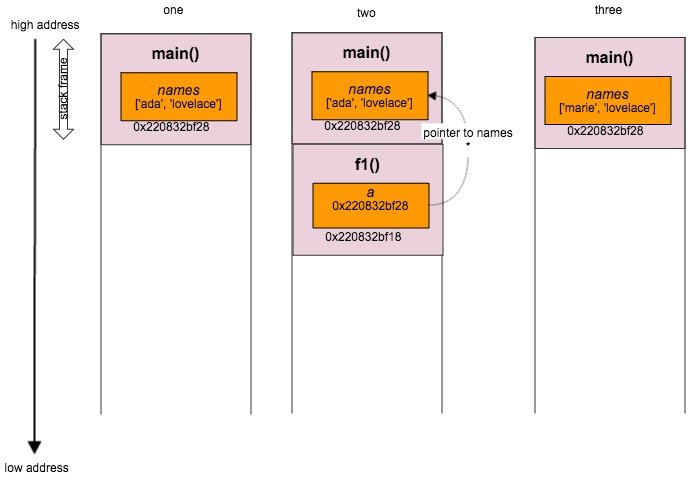 one
two
three
high address
stack frame
main()
names
['ada', 'lovelace']
0x220832bf28
main()
names
['ada', 'lovelace']
0x220832bf28
pointer to names
*
f1()
a
0x220832bf28
0x220832bf18
main()
names
['marie', 'lovelace']
0x220832bf28
low address